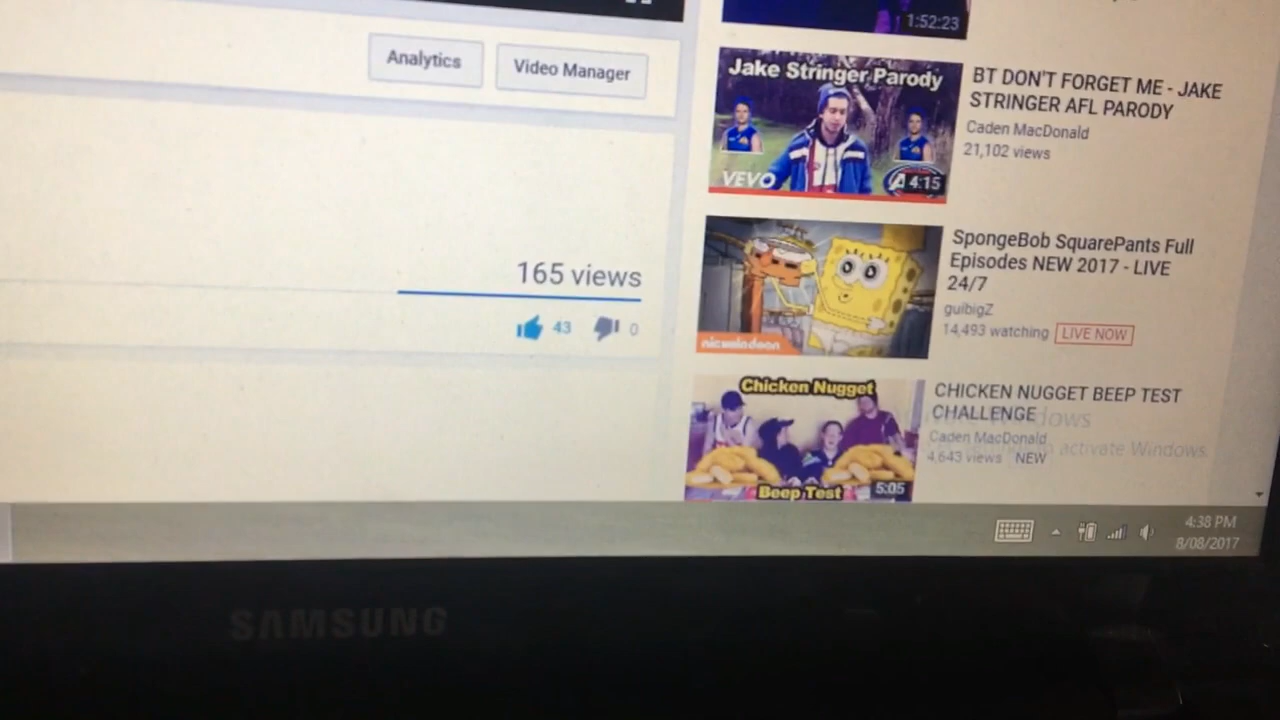 1:52:23
Analytics
Video Manager
Jake Stringer Parody
VEVO
4:15
BT DON'T FORGET ME - JAKE
STRINGER AFL PARODY
Caden MacDonald
21,102 views
165 views
43
0
nickelodeon
SpongeBob SquarePants Full
Episodes NEW 2017 - LIVE
24/7
guibigZ
14,493 watching LIVE NOW
Chicken Nugget
Beep Test
5:05
CHICKEN NUGGET BEEP TEST
CHALLENGE
Caden MacDonald
4,643 views NEW
Windows
activate Windows.
4:38 PM
8/08/2017
SAMSUNG